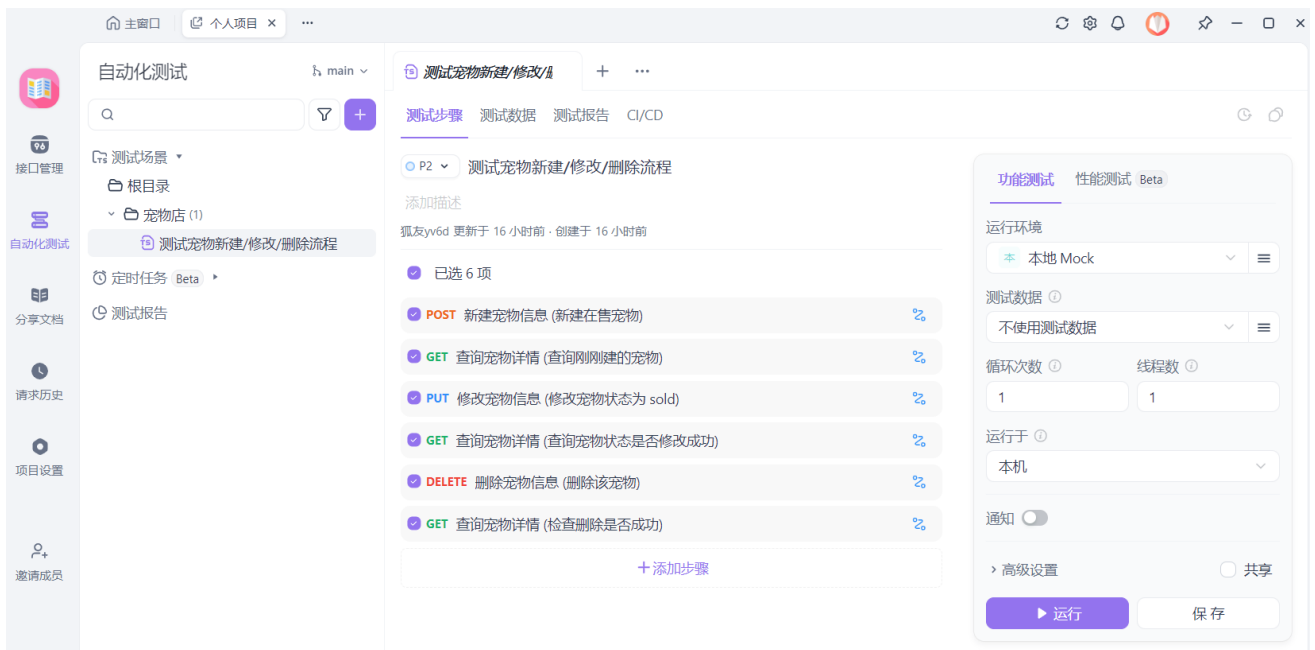 主窗口
个人项目
自动化测试
main
接口管理
自动化测试
分享文档
请求历史
项目设置
邀请成员
测试场景
根目录
宠物店 (1)
测试宠物新建/修改/删除流程
定时任务 Beta
测试报告
测试宠物新建/修改/
测试步骤 测试数据 测试报告 CI/CD
P2 测试宠物新建/修改/删除流程
添加描述
狐友yv6d 更新于 16 小时前 · 创建于 16 小时前
已选 6 项
POST 新建宠物信息 (新建在售宠物)
GET 查询宠物详情 (查询刚刚建的宠物)
PUT 修改宠物信息 (修改宠物状态为 sold)
GET 查询宠物详情 (查询宠物状态是否修改成功)
DELETE 删除宠物信息 (删除该宠物)
GET 查询宠物详情 (检查删除是否成功)
添加步骤
功能测试 性能测试 Beta
运行环境
本 本地 Mock
测试数据
不使用测试数据
循环次数 线程数
1 1
运行于
本机
通知
高级设置 共享
运行 保存